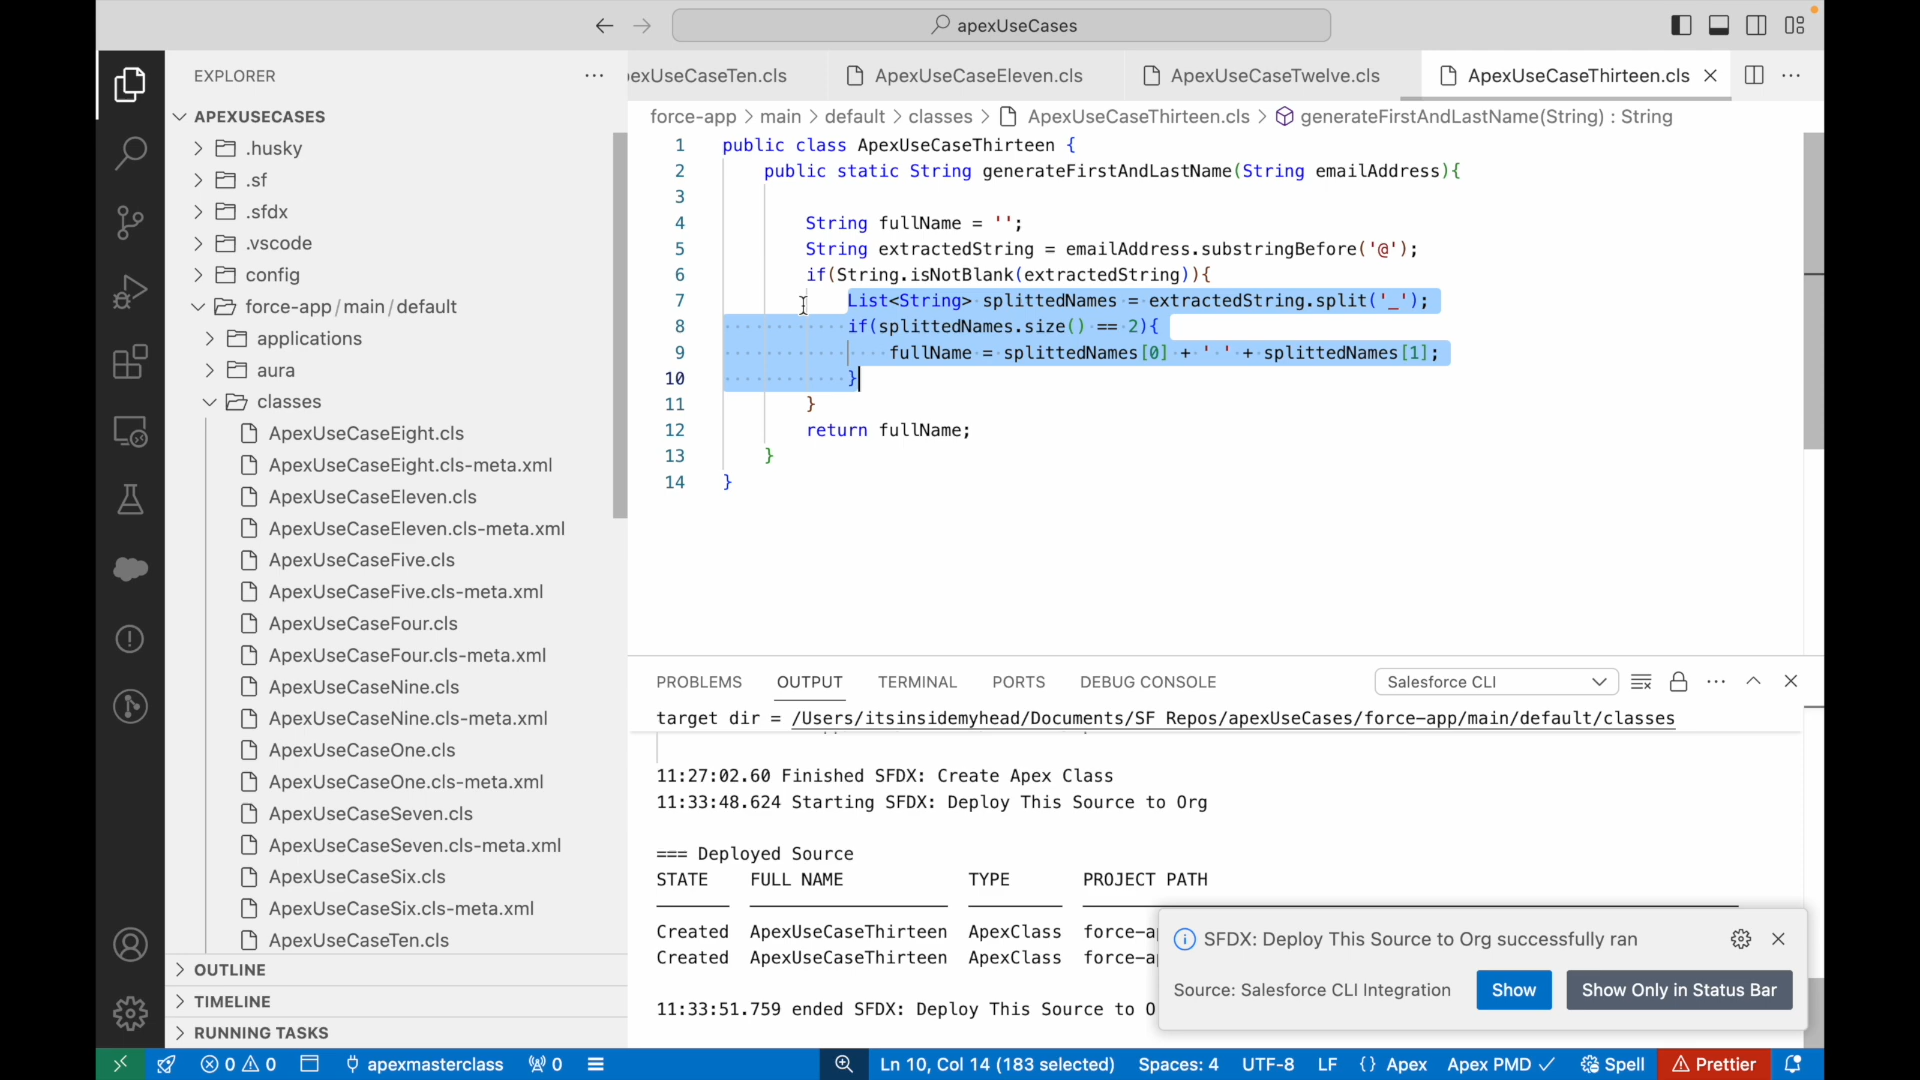 apexUseCases
EXPLORER
exUseCaseTen.cls
ApexUseCaseEleven.cls
ApexUseCaseTwelve.cls
ApexUseCaseThirteen.cls
force-app > main > default > classes > ApexUseCaseThirteen.cls > generateFirstAndLastName(String) : String
APEXUSECASES
.husky
.sf
.sfdx
.vscode
config
force-app/main/default
applications
aura
classes
ApexUseCaseEight.cls
ApexUseCaseEight.cls-meta.xml
ApexUseCaseEleven.cls
ApexUseCaseEleven.cls-meta.xml
ApexUseCaseFive.cls
ApexUseCaseFive.cls-meta.xml
ApexUseCaseFour.cls
ApexUseCaseFour.cls-meta.xml
ApexUseCaseNine.cls
ApexUseCaseNine.cls-meta.xml
ApexUseCaseOne.cls
ApexUseCaseOne.cls-meta.xml
ApexUseCaseSeven.cls
ApexUseCaseSeven.cls-meta.xml
ApexUseCaseSix.cls
ApexUseCaseSix.cls-meta.xml
ApexUseCaseTen.cls
OUTLINE
TIMELINE
RUNNING TASKS
1 public class ApexUseCaseThirteen {
2 public static String generateFirstAndLastName(String emailAddress){
3
4 String fullName = '';
5 String extractedString = emailAddress.substringBefore('@');
6 if(String.isNotBlank(extractedString)){
7 List<String> splittedNames = extractedString.split('_');
8 if(splittedNames.size() == 2){
9 fullName = splittedNames[0] + ' ' + splittedNames[1];
10 }
11 }
12 return fullName;
13 }
14 }
PROBLEMS OUTPUT TERMINAL PORTS DEBUG CONSOLE Salesforce CLI
target dir = /Users/itsinsidemyhead/Documents/SF Repos/apexUseCases/force-app/main/default/classes
11:27:02.60 Finished SFDX: Create Apex Class
11:33:48.624 Starting SFDX: Deploy This Source to Org
=== Deployed Source
STATE FULL NAME TYPE PROJECT PATH
Created ApexUseCaseThirteen ApexClass force-a
Created ApexUseCaseThirteen ApexClass force-a
11:33:51.759 ended SFDX: Deploy This Source to O
SFDX: Deploy This Source to Org successfully ran
Source: Salesforce CLI Integration
Show
Show Only in Status Bar
0 0 apexmasterclass 0 Ln 10, Col 14 (183 selected) Spaces: 4 UTF-8 LF {} Apex Apex PMD Spell Prettier